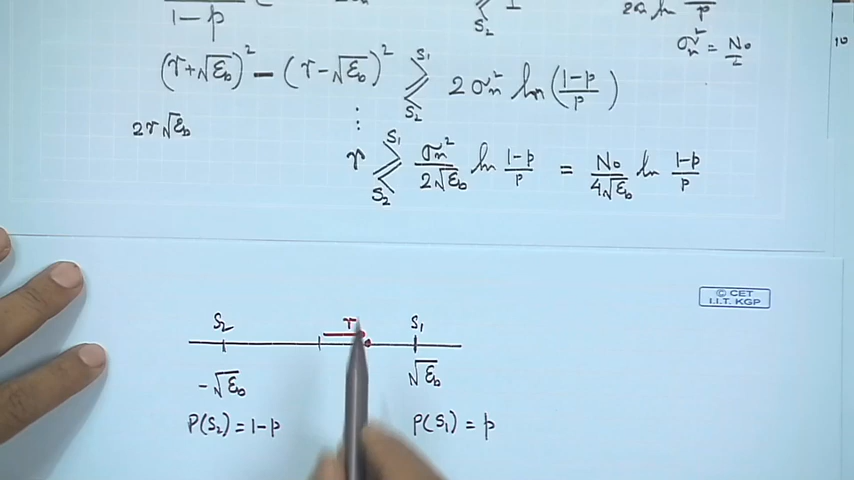 1-p
S2
p
σn² = N₀/2
10
(r+√Eb)² - (r-√Eb)² ≷ 2σn² ln((1-p)/p)
S1
S2
2r√Eb
r ≷ σn²/(2√Eb) ln (1-p)/p = N₀/(4√Eb) ln (1-p)/p
S1
S2
© CET
I.I.T. KGP
S2 r S1
-√Eb √Eb
P(S2) = 1-p P(S1) = p